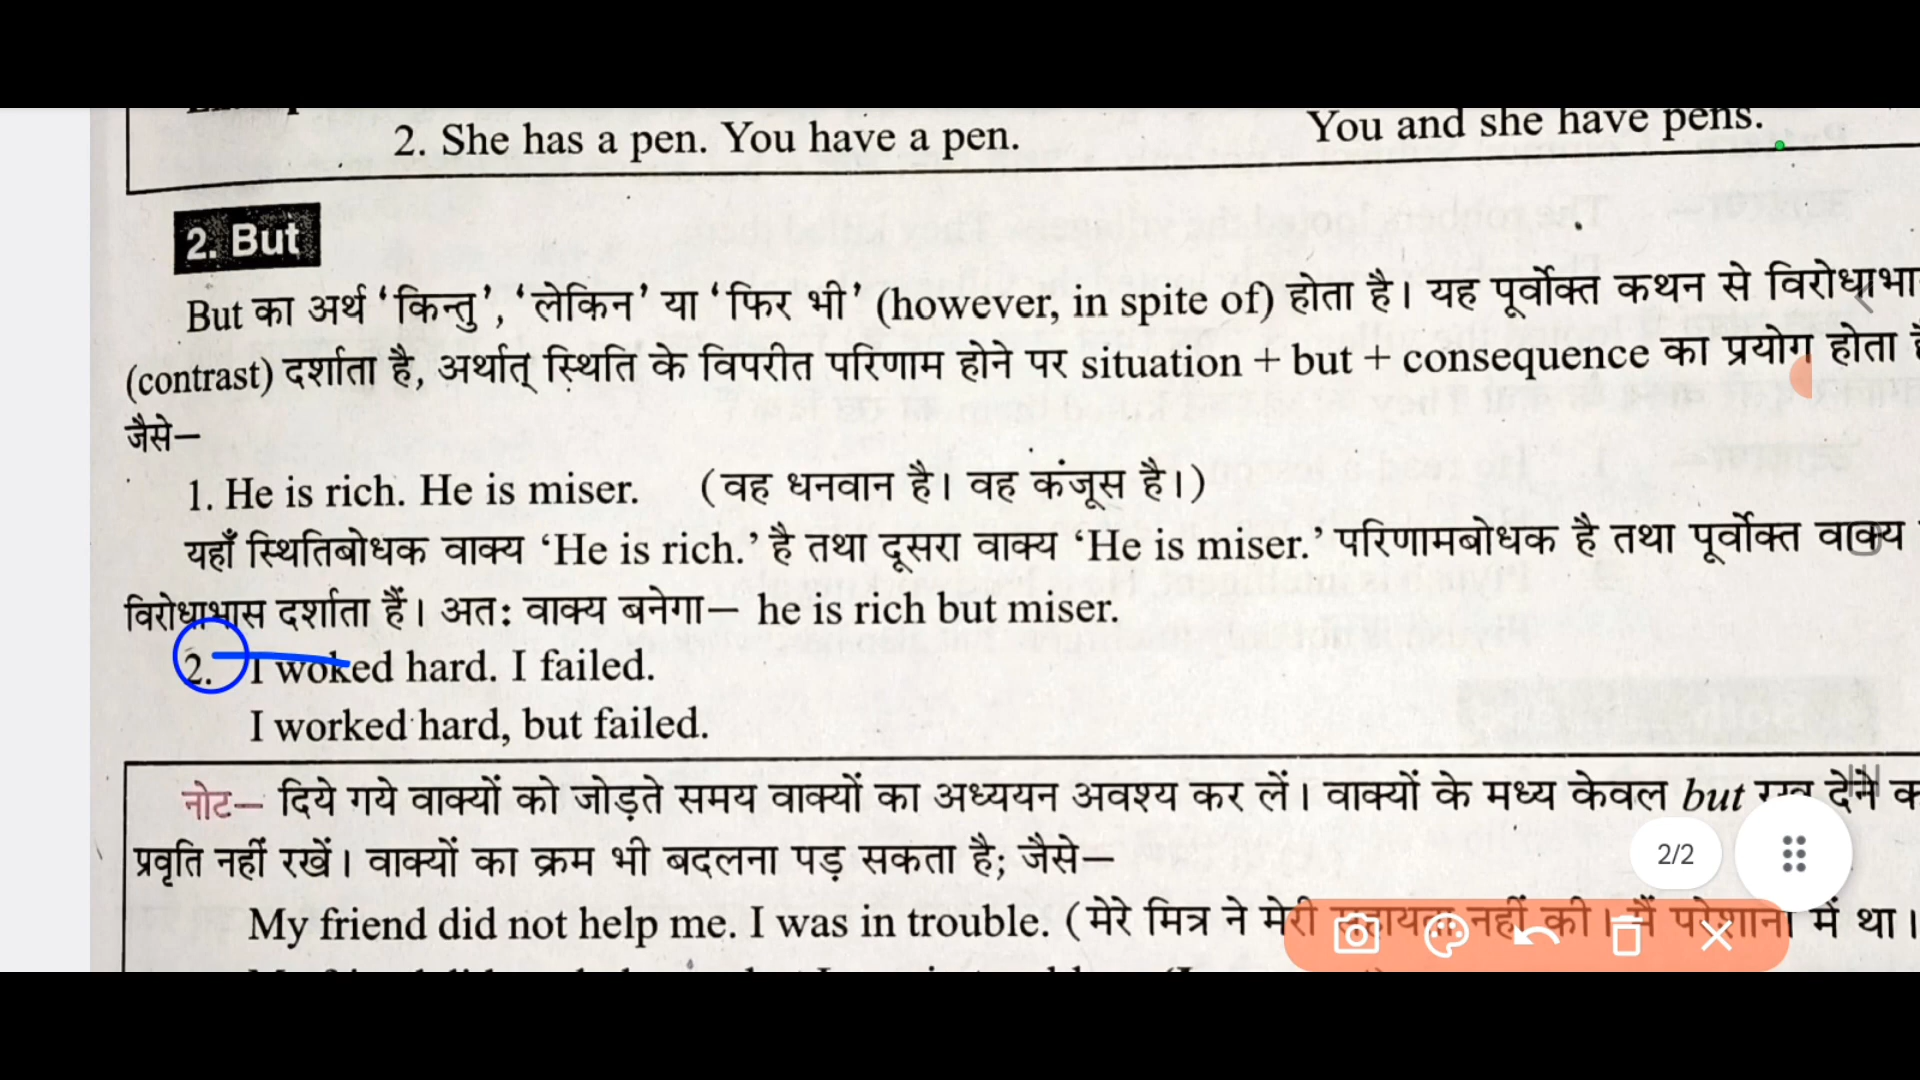 2. She has a pen. You have a pen. You and she have pens.
2. But
But का अर्थ 'किन्तु', 'लेकिन' या 'फिर भी' (however, in spite of) होता है। यह पूर्वोक्त कथन से
(contrast) दर्शाता है, अर्थात् स्थिति के विपरीत परिणाम होने पर situation + but + consequence का प्रयोग होता
जैसे—
1. He is rich. He is miser. (वह धनवान है। वह कंजूस है।)
यहाँ स्थितिबोधक वाक्य 'He is rich.' है तथा दूसरा वाक्य 'He is miser.' परिणामबोधक है तथा पूर्वोक्त वाक्य
विरोधाभास दर्शाता हैं। अतः वाक्य बनेगा— he is rich but miser.
2. I woked hard. I failed.
I worked hard, but failed.
नोट— दिये गये वाक्यों को जोड़ते समय वाक्यों का अध्ययन अवश्य कर लें। वाक्यों के मध्य केवल but रख देने
प्रवृति नहीं रखें। वाक्यों का क्रम भी बदलना पड़ सकता है; जैसे—
2/2
My friend did not help me. I was in trouble. (मेरे मित्र ने मेरी सहायता नहीं की। मैं परेशानी में था।